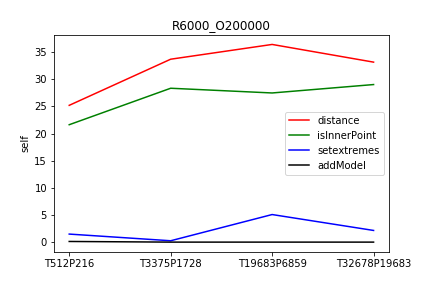 R6000_O200000
35
30
25
20
15
10
5
0
self
distance
isInnerPoint
setextremes
addModel
T512P216 T3375P1728 T19683P6859 T32678P19683